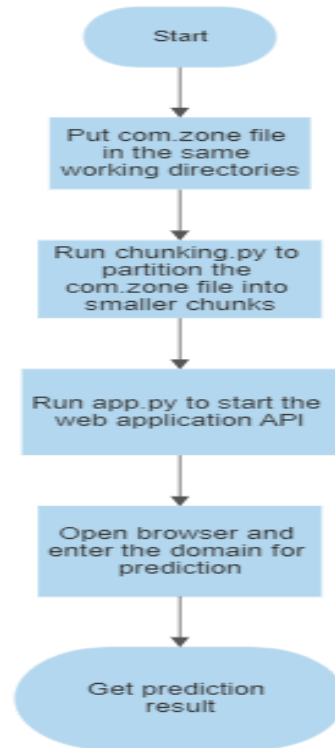 Start
Put com.zone file
in the same
working directories
Run chunking.py to
partition the
com.zone file into
smaller chunks
Run app.py to start the
web application API
Open browser and
enter the domain for
prediction
Get prediction
result